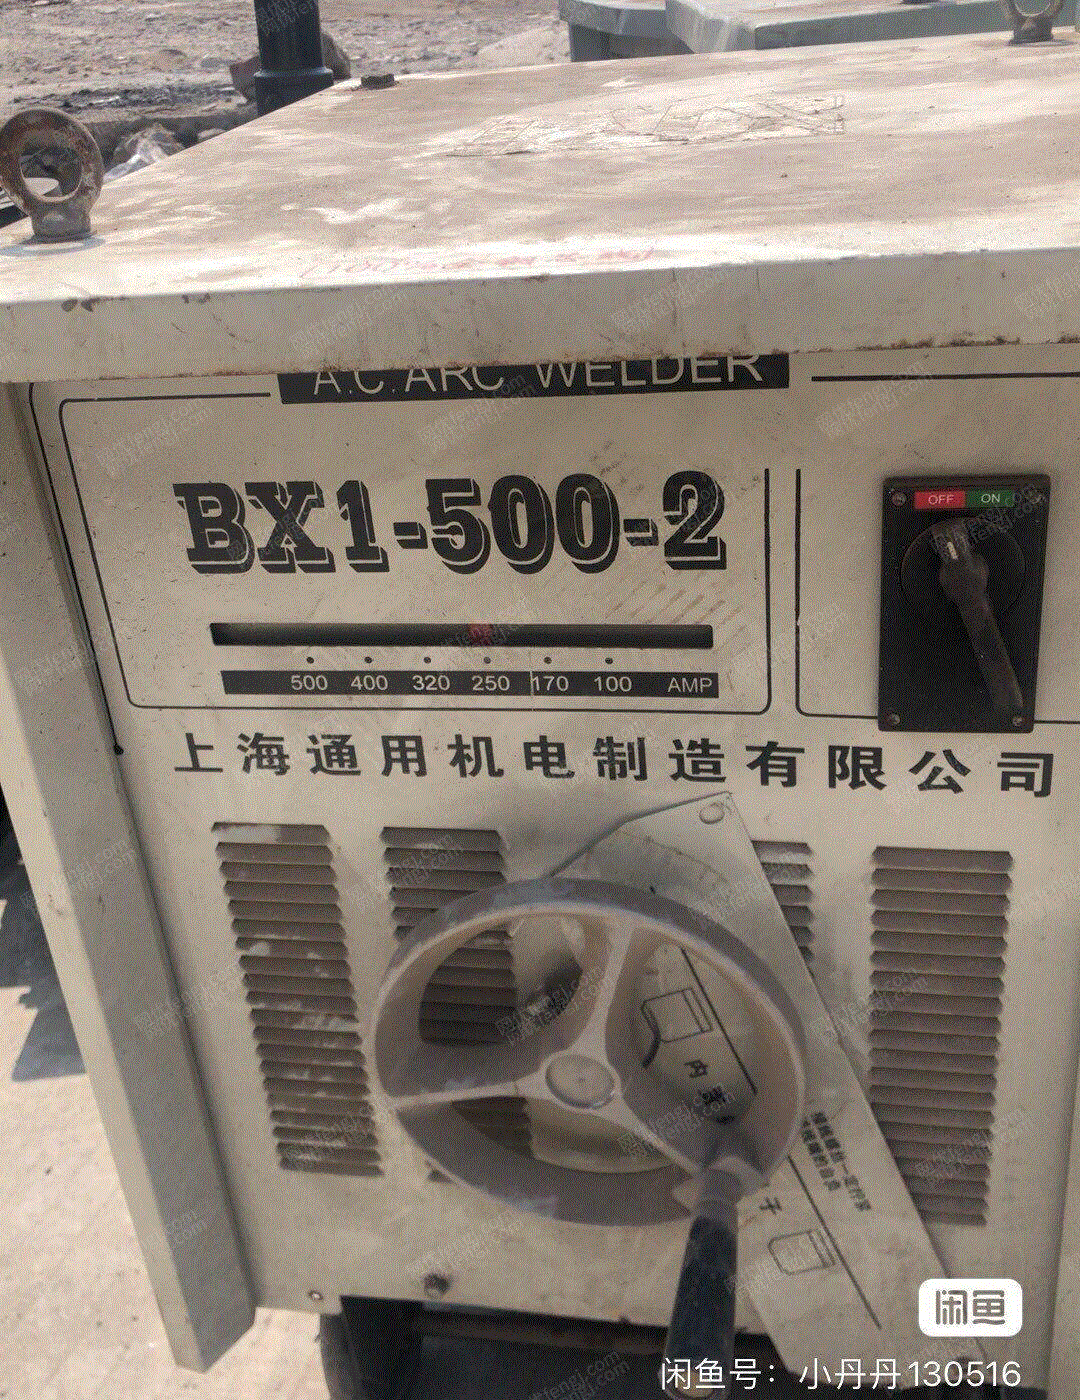 A.C. ARC WELDER
BX1-500-2
OFF ON
500 400 320 250 170 100 AMP
上海通用机电制造有限公司
内
子
闲鱼
闲鱼号：小丹丹130516